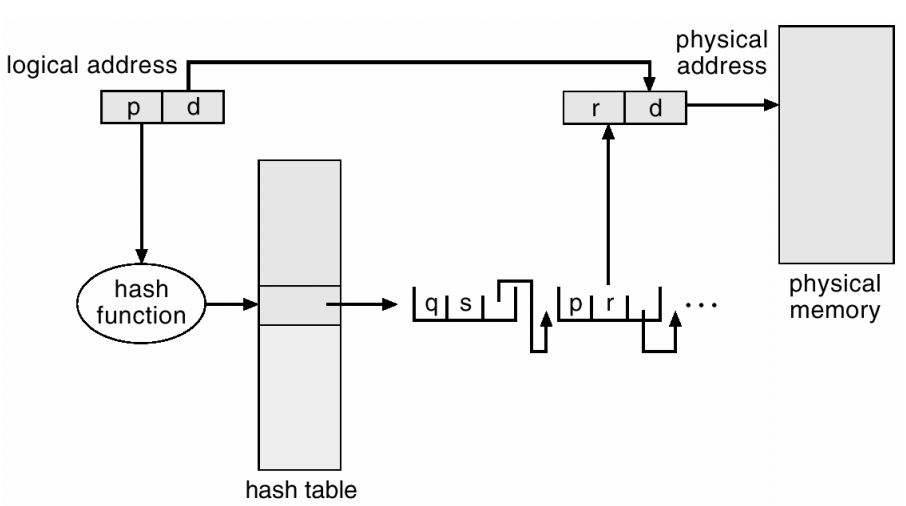 logical address
p d
physical
address
r d
hash
function
q s
p r ...
physical
memory
hash table